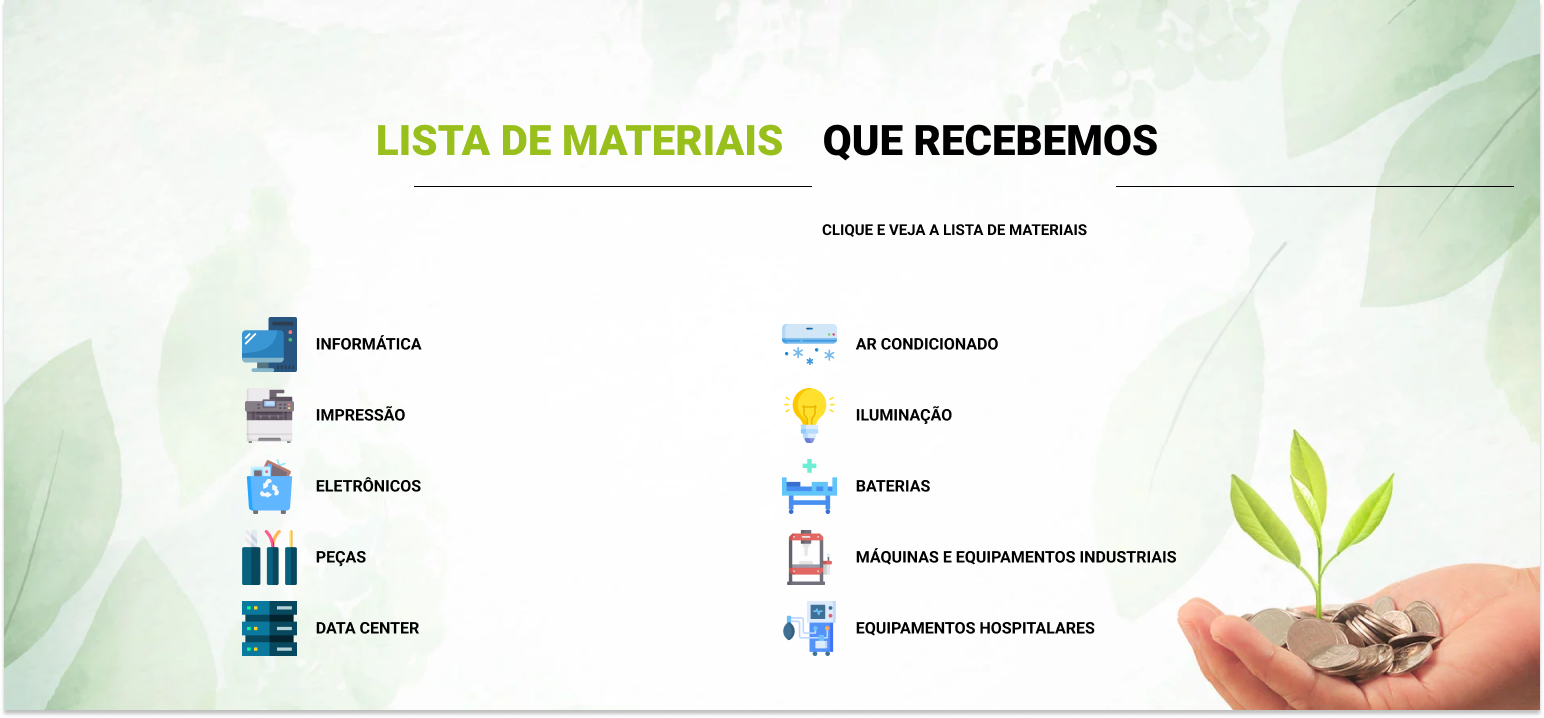 LISTA DE MATERIAIS QUE RECEBEMOS
CLIQUE E VEJA A LISTA DE MATERIAIS
INFORMÁTICA
IMPRESSÃO
ELETRÔNICOS
PEÇAS
DATA CENTER
AR CONDICIONADO
ILUMINAÇÃO
BATERIAS
MÁQUINAS E EQUIPAMENTOS INDUSTRIAIS
EQUIPAMENTOS HOSPITALARES